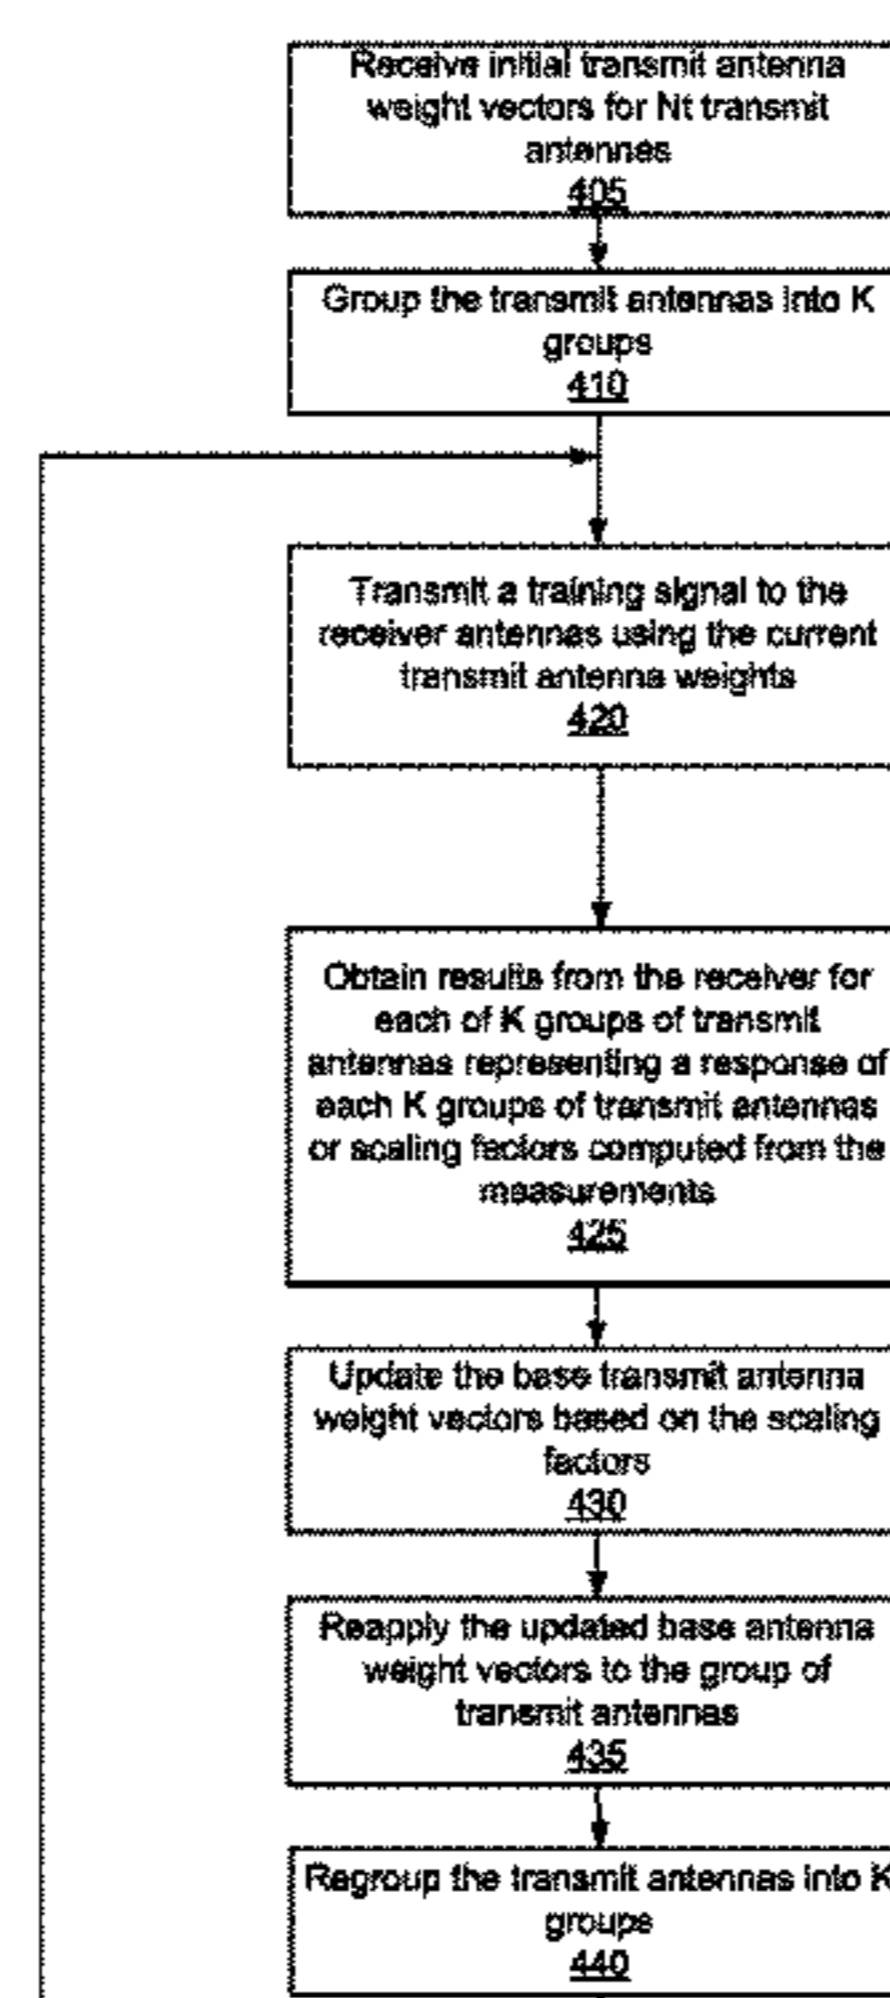 Receive initial transmit antenna
weight vectors for Nt transmit
antennes
405
Group the transmit antennas into K
groups
410
Transmit a training signal to the
receiver antennas using the current
transmit antenna weights
420
Obtain results from the receiver for
each of K groups of transmit
antennas representing a response of
each K groups of transmit antennas
or scaling factors computed from the
measurements
425
Update the base transmit antenna
weight vectors based on the scaling
factors
430
Reapply the updated base antenna
weight vectors to the group of
transmit antennas
435
Regroup the transmit antennas into K
groups
440